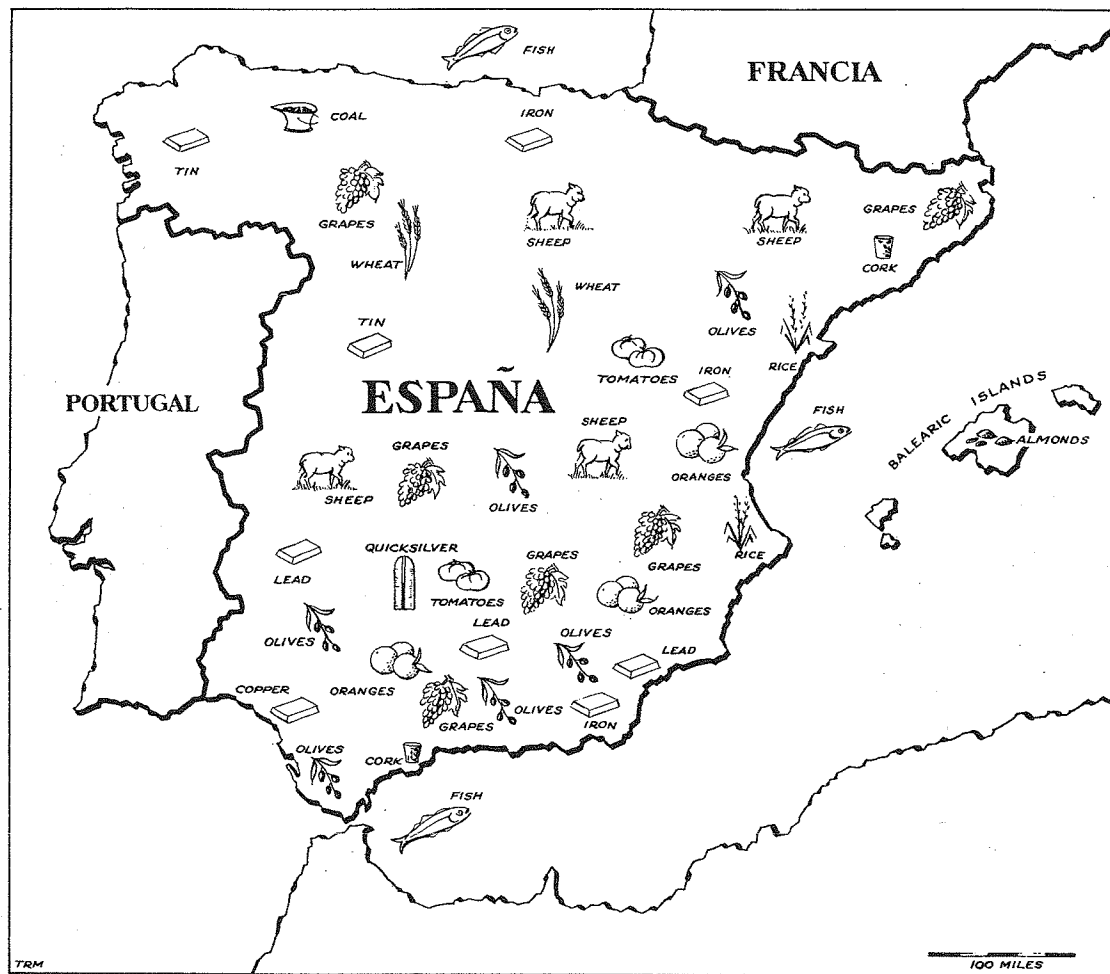 FISH
FRANCIA
COAL
IRON
TIN
GRAPES
SHEEP
SHEEP
GRAPES
WHEAT
CORK
WHEAT
OLIVES
TIN
RICE
TOMATOES
IRON
ESPAÑA
PORTUGAL
BALEARIC ISLANDS
FISH
ALMONDS
SHEEP
GRAPES
ORANGES
SHEEP
OLIVES
QUICKSILVER
GRAPES
RICE
GRAPES
LEAD
TOMATOES
ORANGES
LEAD
OLIVES
OLIVES
LEAD
ORANGES
COPPER
OLIVES
GRAPES
IRON
OLIVES
CORK
FISH
TRM
100 MILES